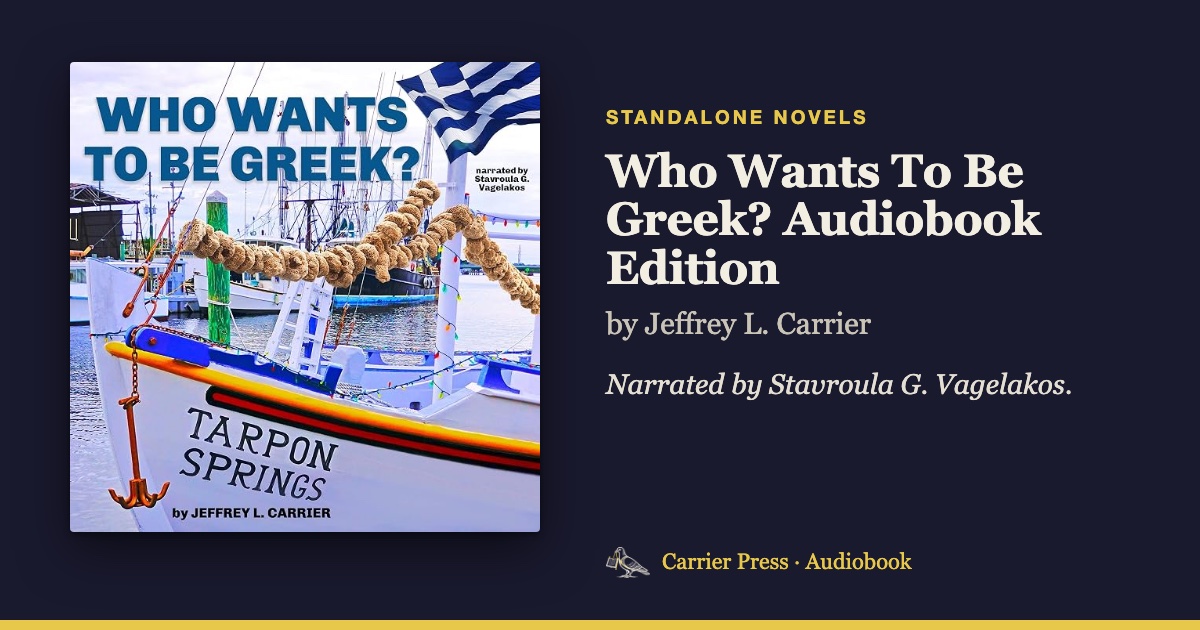 WHO WANTS
TO BE GREEK?
narrated by
Stavroula G.
Vagelakos
TARPON
SPRINGS
by JEFFREY L. CARRIER
STANDALONE NOVELS
Who Wants To Be
Greek? Audiobook
Edition
by Jeffrey L. Carrier
Narrated by Stavroula G. Vagelakos.
Carrier Press · Audiobook